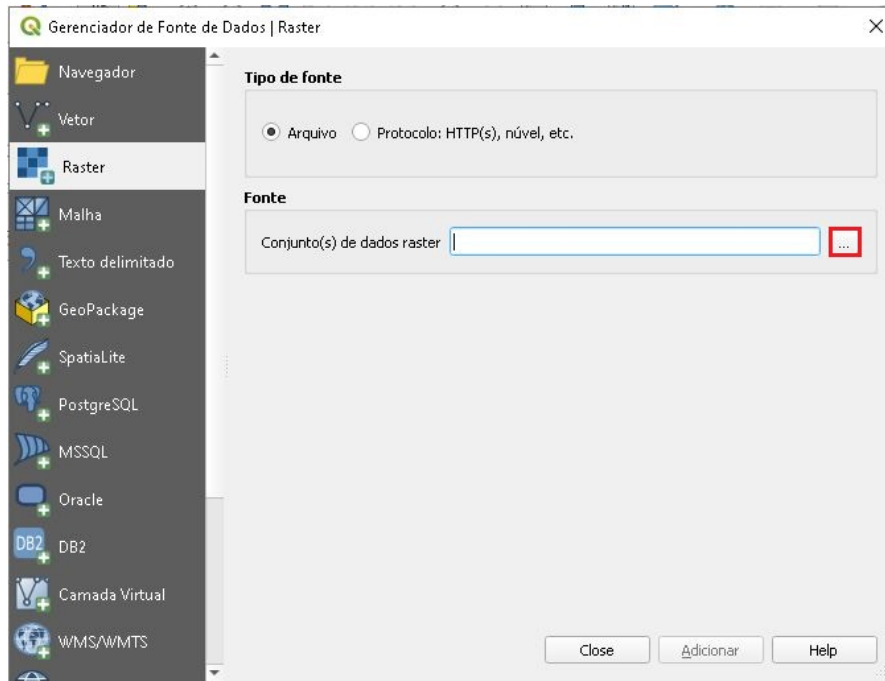 Gerenciador de Fonte de Dados | Raster
Navegador
Vetor
Raster
Malha
Texto delimitado
GeoPackage
SpatiaLite
PostgreSQL
MSSQL
Oracle
DB2 DB2
Camada Virtual
WMS/WMTS
Tipo de fonte
Arquivo Protocolo: HTTP(s), núvel, etc.
Fonte
Conjunto(s) de dados raster ...
Close Adicionar Help